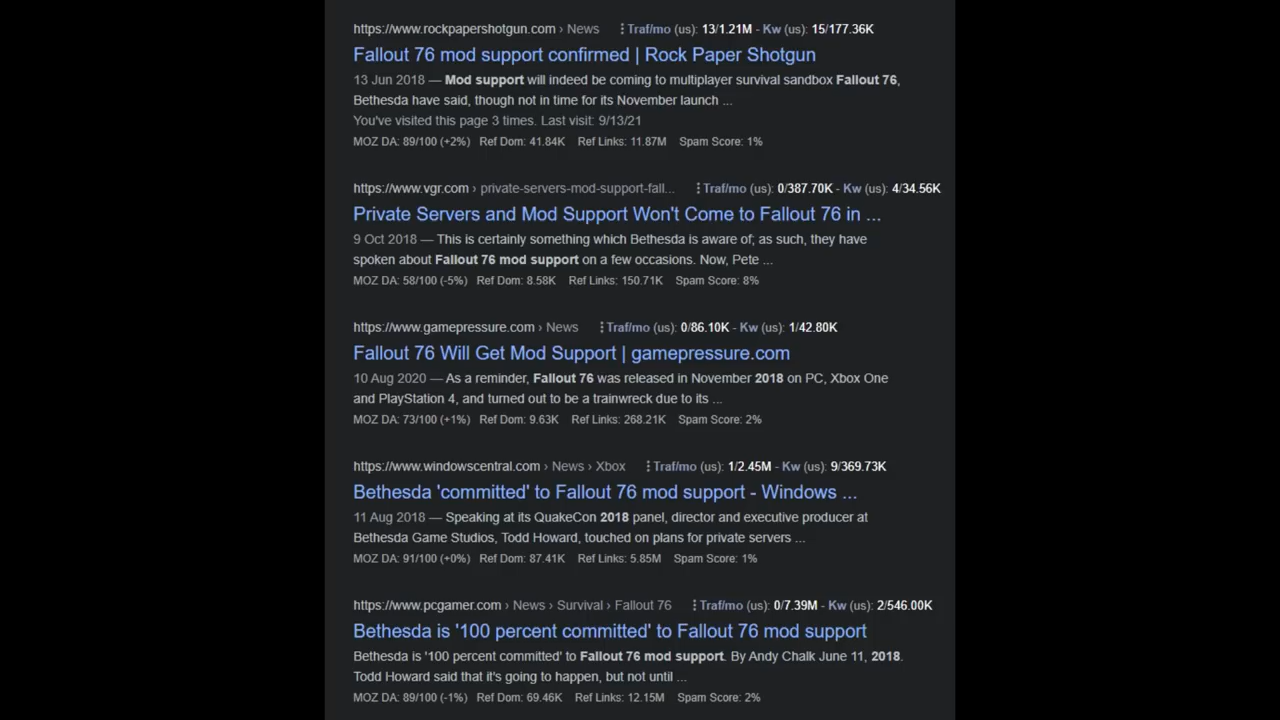 https://www.rockpapershotgun.com › News ⋮Traf/mo (us): 13/1.21M - Kw (us): 15/177.36K
Fallout 76 mod support confirmed | Rock Paper Shotgun
13 Jun 2018 — Mod support will indeed be coming to multiplayer survival sandbox Fallout 76,
Bethesda have said, though not in time for its November launch ...
You've visited this page 3 times. Last visit: 9/13/21
MOZ DA: 89/100 (+2%) Ref Dom: 41.84K Ref Links: 11.87M Spam Score: 1%
https://www.vgr.com › private-servers-mod-support-fall... ⋮Traf/mo (us): 0/387.70K - Kw (us): 4/34.56K
Private Servers and Mod Support Won't Come to Fallout 76 in ...
9 Oct 2018 — This is certainly something which Bethesda is aware of; as such, they have
spoken about Fallout 76 mod support on a few occasions. Now, Pete ...
MOZ DA: 58/100 (-5%) Ref Dom: 8.58K Ref Links: 150.71K Spam Score: 8%
https://www.gamepressure.com › News ⋮Traf/mo (us): 0/86.10K - Kw (us): 1/42.80K
Fallout 76 Will Get Mod Support | gamepressure.com
10 Aug 2020 — As a reminder, Fallout 76 was released in November 2018 on PC, Xbox One
and PlayStation 4, and turned out to be a trainwreck due to its ...
MOZ DA: 73/100 (+1%) Ref Dom: 9.63K Ref Links: 268.21K Spam Score: 2%
https://www.windowscentral.com › News › Xbox ⋮Traf/mo (us): 1/2.45M - Kw (us): 9/369.73K
Bethesda 'committed' to Fallout 76 mod support - Windows ...
11 Aug 2018 — Speaking at its QuakeCon 2018 panel, director and executive producer at
Bethesda Game Studios, Todd Howard, touched on plans for private servers ...
MOZ DA: 91/100 (+0%) Ref Dom: 87.41K Ref Links: 5.85M Spam Score: 1%
https://www.pcgamer.com › News › Survival › Fallout 76 ⋮Traf/mo (us): 0/7.39M - Kw (us): 2/546.00K
Bethesda is '100 percent committed' to Fallout 76 mod support
Bethesda is '100 percent committed' to Fallout 76 mod support. By Andy Chalk June 11, 2018.
Todd Howard said that it's going to happen, but not until ...
MOZ DA: 89/100 (-1%) Ref Dom: 69.46K Ref Links: 12.15M Spam Score: 2%